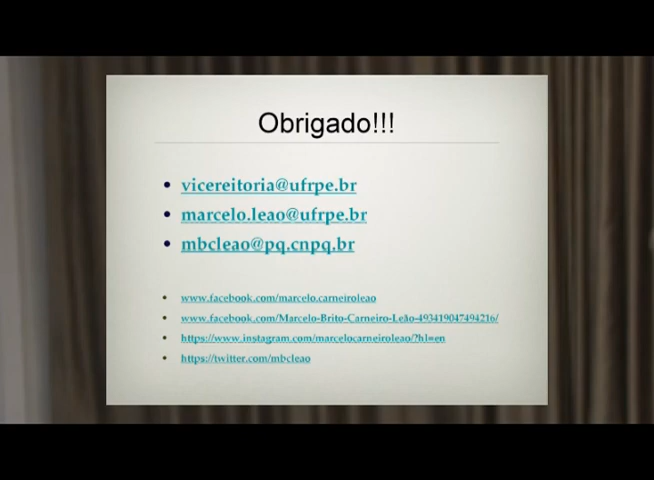 Obrigado!!!
vicereitoria@ufrpe.br
marcelo.leao@ufrpe.br
mbcleao@pq.cnpq.br
www.facebook.com/marcelo.carneiroleao
www.facebook.com/Marcelo-Brito-Carneiro-Leão-493419047494216/
https://www.instagram.com/marcelocarneiroleao/?hl=en
https://twitter.com/mbcleao